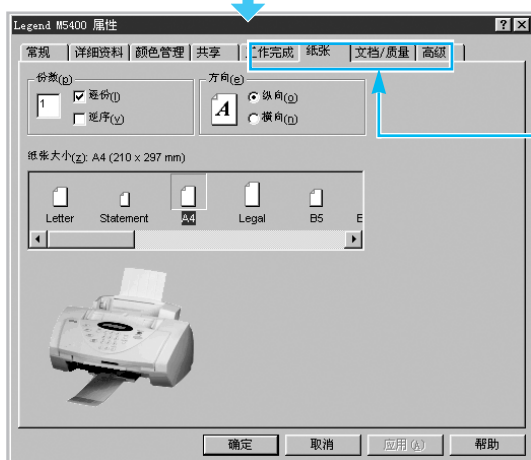 Legend M5400 属性
常规 详细资料 颜色管理 共享 工作完成 纸张 文档/质量 高级
份数(p)
1
逐份(l)
逆序(y)
方向(e)
A
纵向(o)
横向(n)
纸张大小(z): A4 (210 x 297 mm)
Letter Statement A4 Legal B5 E
确定 取消 应用(A) 帮助